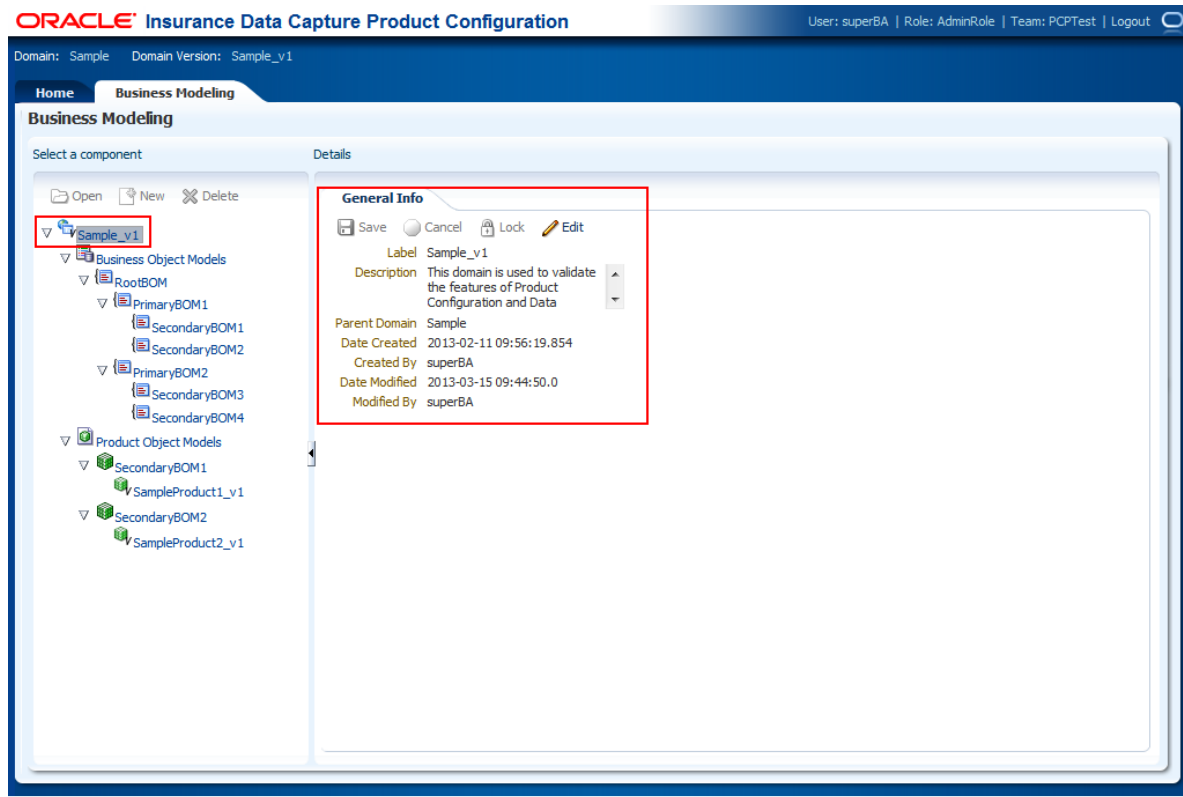 ORACLE Insurance Data Capture Product Configuration
User: superBA | Role: AdminRole | Team: PCPTest | Logout
Domain: Sample Domain Version: Sample_v1
Home Business Modeling
Business Modeling
Select a component
Details
Open New Delete
Sample_v1
Business Object Models
RootBOM
PrimaryBOM1
SecondaryBOM1
SecondaryBOM2
PrimaryBOM2
SecondaryBOM3
SecondaryBOM4
Product Object Models
SecondaryBOM1
SampleProduct1_v1
SecondaryBOM2
SampleProduct2_v1
General Info
Save Cancel Lock Edit
Label Sample_v1
Description This domain is used to validate
the features of Product
Configuration and Data
Parent Domain Sample
Date Created 2013-02-11 09:56:19.854
Created By superBA
Date Modified 2013-03-15 09:44:50.0
Modified By superBA